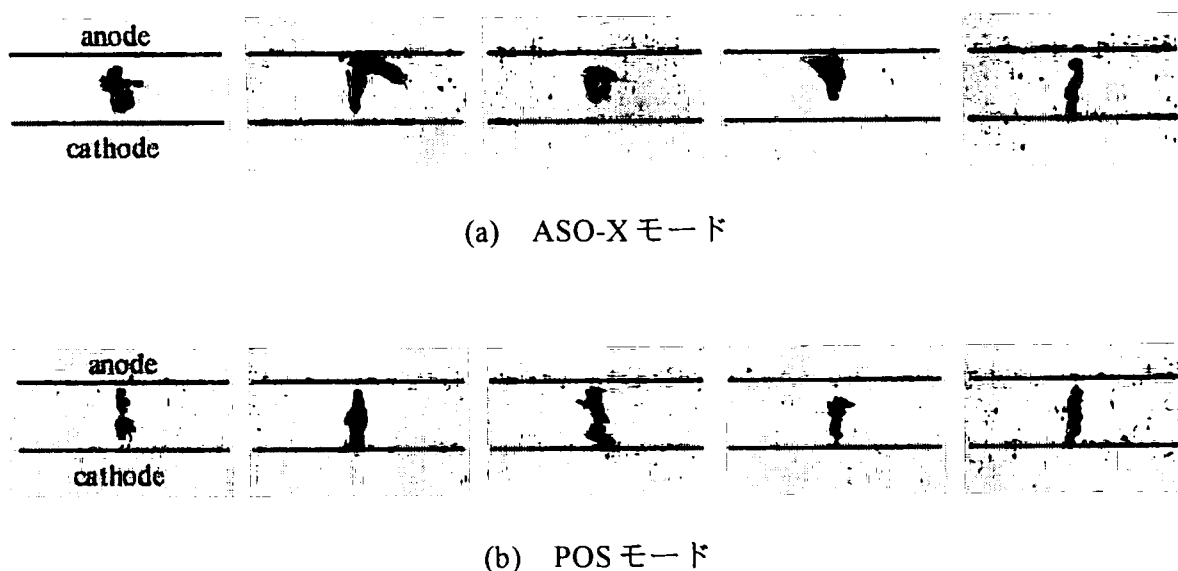 anode
cathode
(a) ASO-X モード
anode
cathode
(b) POS モード